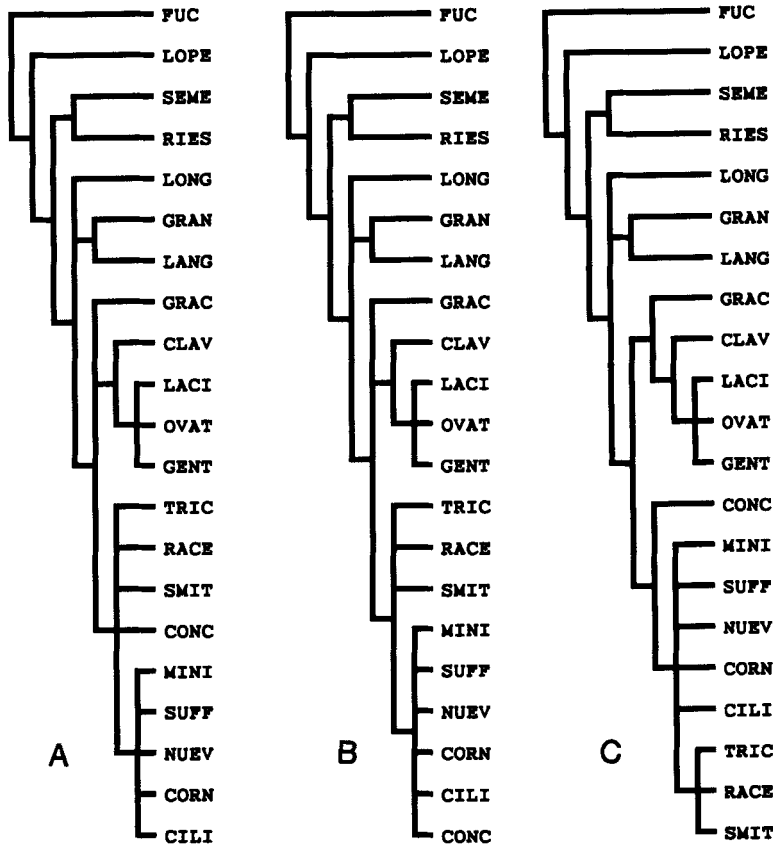 FUC
LOPE
SEME
RIES
LONG
GRAN
LANG
GRAC
CLAV
LACI
OVAT
GENT
TRIC
RACE
SMIT
CONC
MINI
SUFF
NUEV
CORN
CILI
A
FUC
LOPE
SEME
RIES
LONG
GRAN
LANG
GRAC
CLAV
LACI
OVAT
GENT
TRIC
RACE
SMIT
MINI
SUFF
NUEV
CORN
CILI
CONC
B
FUC
LOPE
SEME
RIES
LONG
GRAN
LANG
GRAC
CLAV
LACI
OVAT
GENT
CONC
MINI
SUFF
NUEV
CORN
CILI
TRIC
RACE
SMIT
C